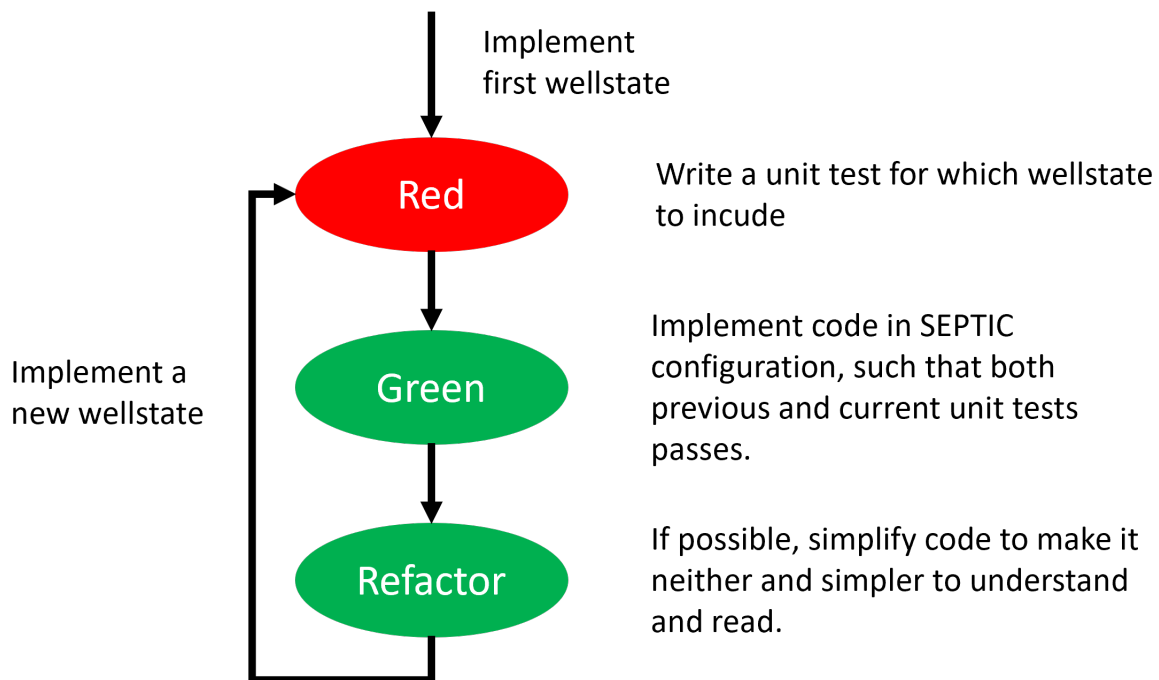 Implement
first wellstate
Red
Write a unit test for which wellstate
to incude
Implement a
new wellstate
Green
Implement code in SEPTIC
configuration, such that both
previous and current unit tests
passes.
Refactor
If possible, simplify code to make it
neither and simpler to understand
and read.